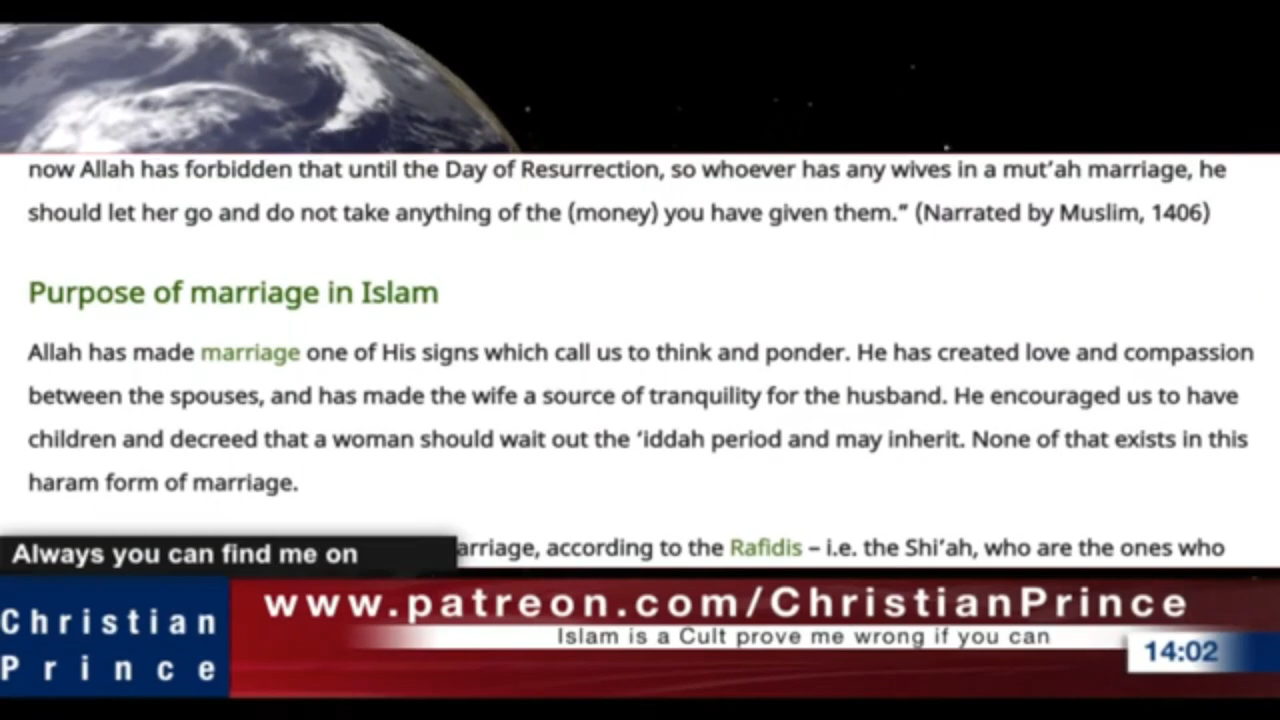 now Allah has forbidden that until the Day of Resurrection, so whoever has any wives in a mut’ah marriage, he
should let her go and do not take anything of the (money) you have given them.” (Narrated by Muslim, 1406)
Purpose of marriage in Islam
Allah has made marriage one of His signs which call us to think and ponder. He has created love and compassion
between the spouses, and has made the wife a source of tranquility for the husband. He encouraged us to have
children and decreed that a woman should wait out the ‘iddah period and may inherit. None of that exists in this
haram form of marriage.
arriage, according to the Rafidis – i.e. the Shi’ah, who are the ones who
Always you can find me on
Christian
Prince
www.patreon.com/ChristianPrince
Islam is a Cult prove me wrong if you can
14:02